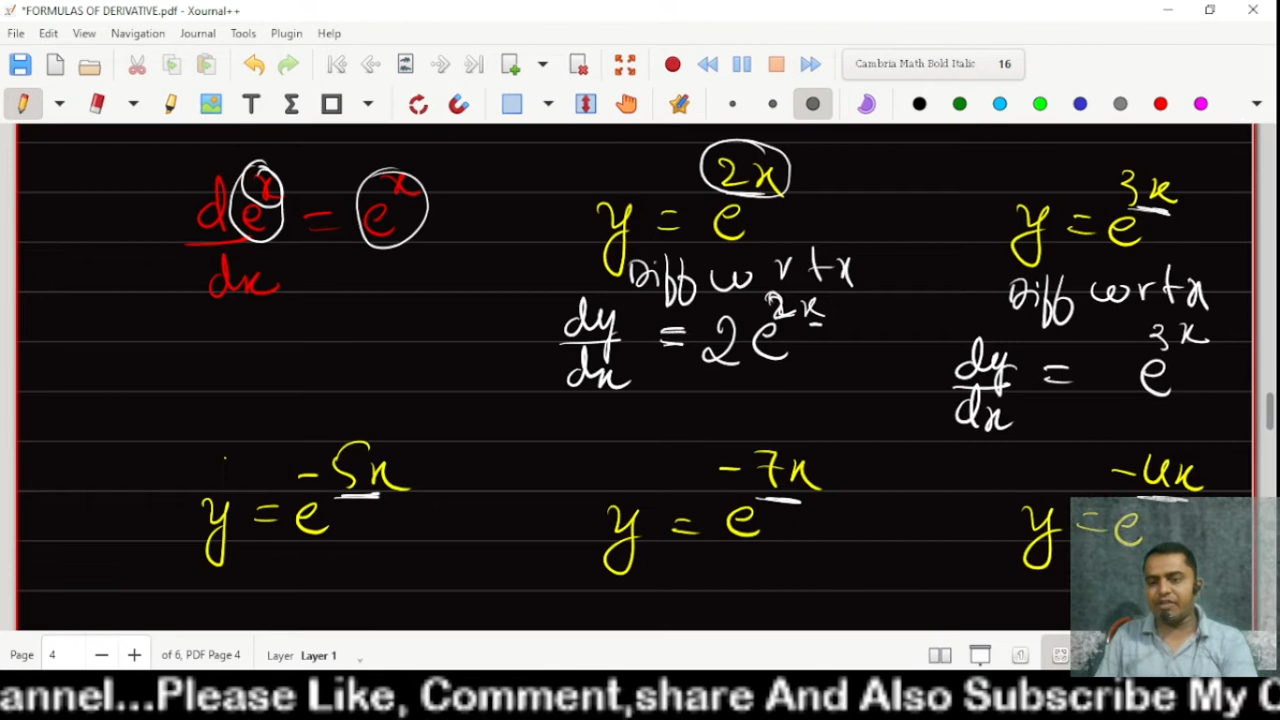 *FORMULAS OF DERIVATIVE.pdf - Xournal++
File Edit View Navigation Journal Tools Plugin Help
Cambria Math Bold Italic 16
de^x/dx = e^x
y = e^2x
Diff w r t x
dy/dx = 2e^2x
y = e^3x
Diff w r t x
dy/dx = e^3x
y = e^-5x
y = e^-7x
y = e^-4x
Page 4 of 6, PDF Page 4 Layer Layer 1
annel...Please Like, Comment,share And Also Subscribe My C